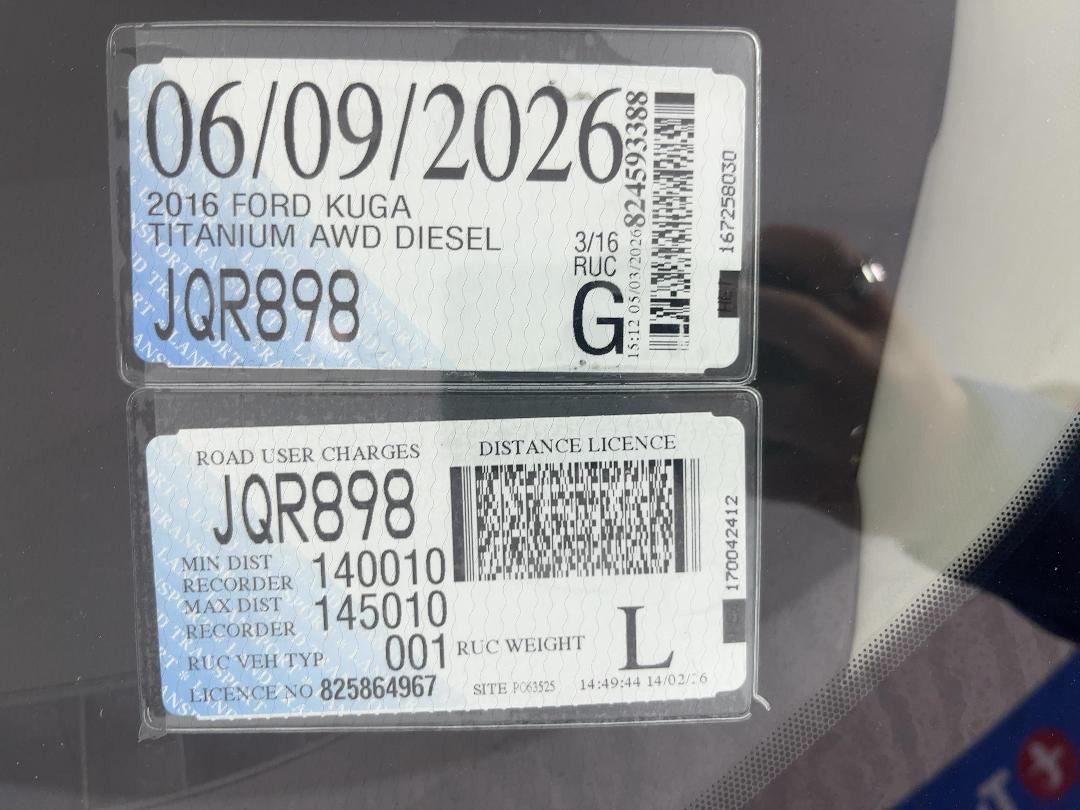 06/09/2026
2016 FORD KUGA
TITANIUM AWD DIESEL
JQR898
3/16
RUC
G
824593388
15:12 05/03/2026
167258030
ROAD USER CHARGES
DISTANCE LICENCE
JQR898
MIN DIST
RECORDER 140010
MAX DIST
RECORDER 145010
RUC VEH TYP 001
RUC WEIGHT L
LICENCE NO 825864967
SITE PO63525
14:49:44 14/02/26
170042412